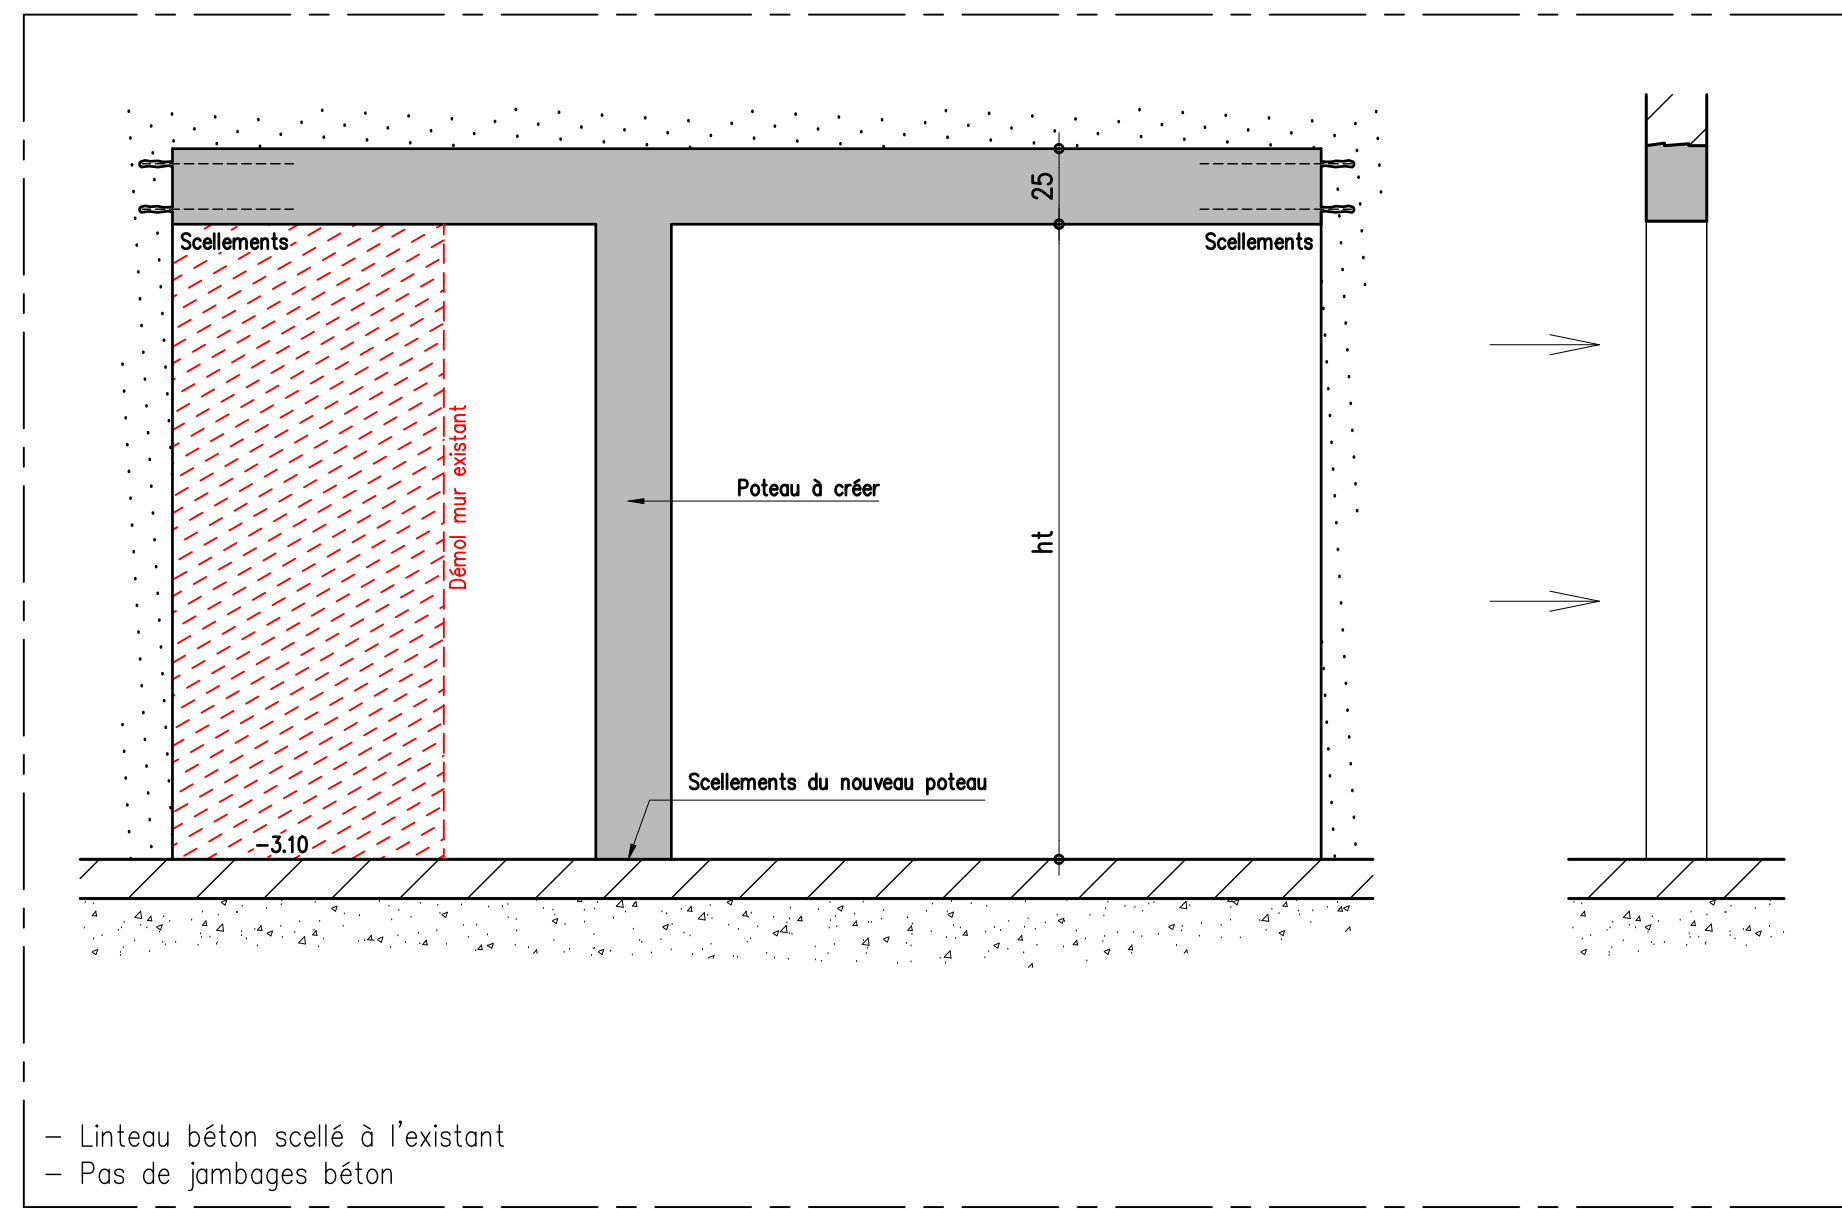 25
Scellements
Scellements
Démol mur existant
Poteau à créer
ht
Scellements du nouveau poteau
-3.10
- Linteau béton scellé à l'existant
- Pas de jambages béton